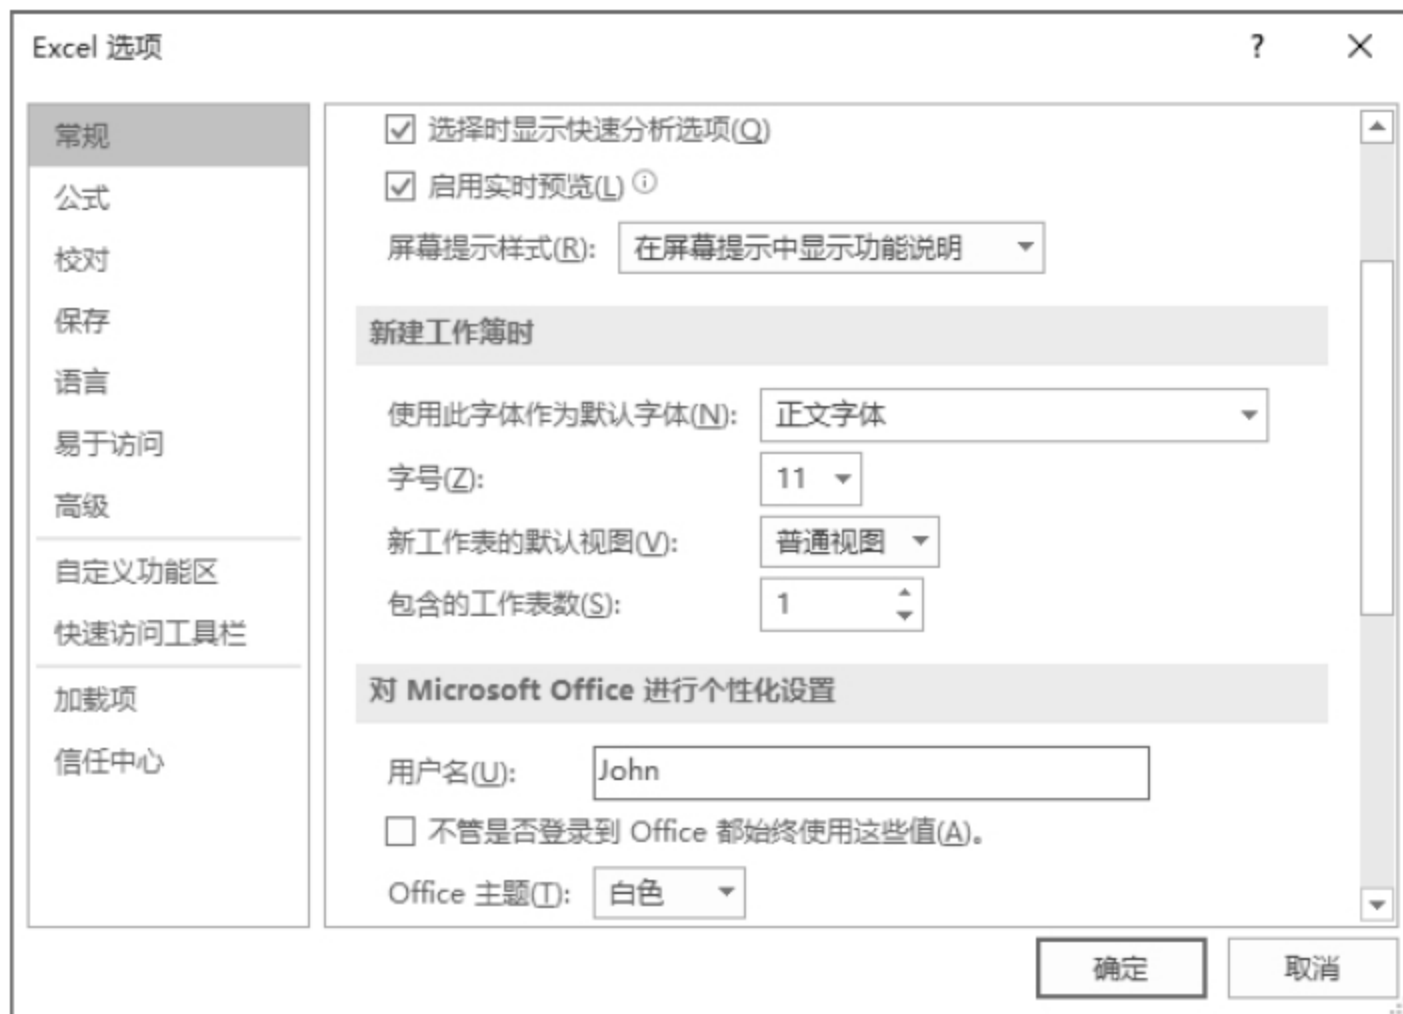 Excel 选项
?
常规
公式
校对
保存
语言
易于访问
高级
自定义功能区
快速访问工具栏
加载项
信任中心
选择时显示快速分析选项(Q)
启用实时预览(L)
屏幕提示样式(R): 在屏幕提示中显示功能说明
新建工作簿时
使用此字体作为默认字体(N): 正文字体
字号(Z): 11
新工作表的默认视图(V): 普通视图
包含的工作表数(S): 1
对 Microsoft Office 进行个性化设置
用户名(U): John
不管是否登录到 Office 都始终使用这些值(A)。
Office 主题(T): 白色
确定 取消